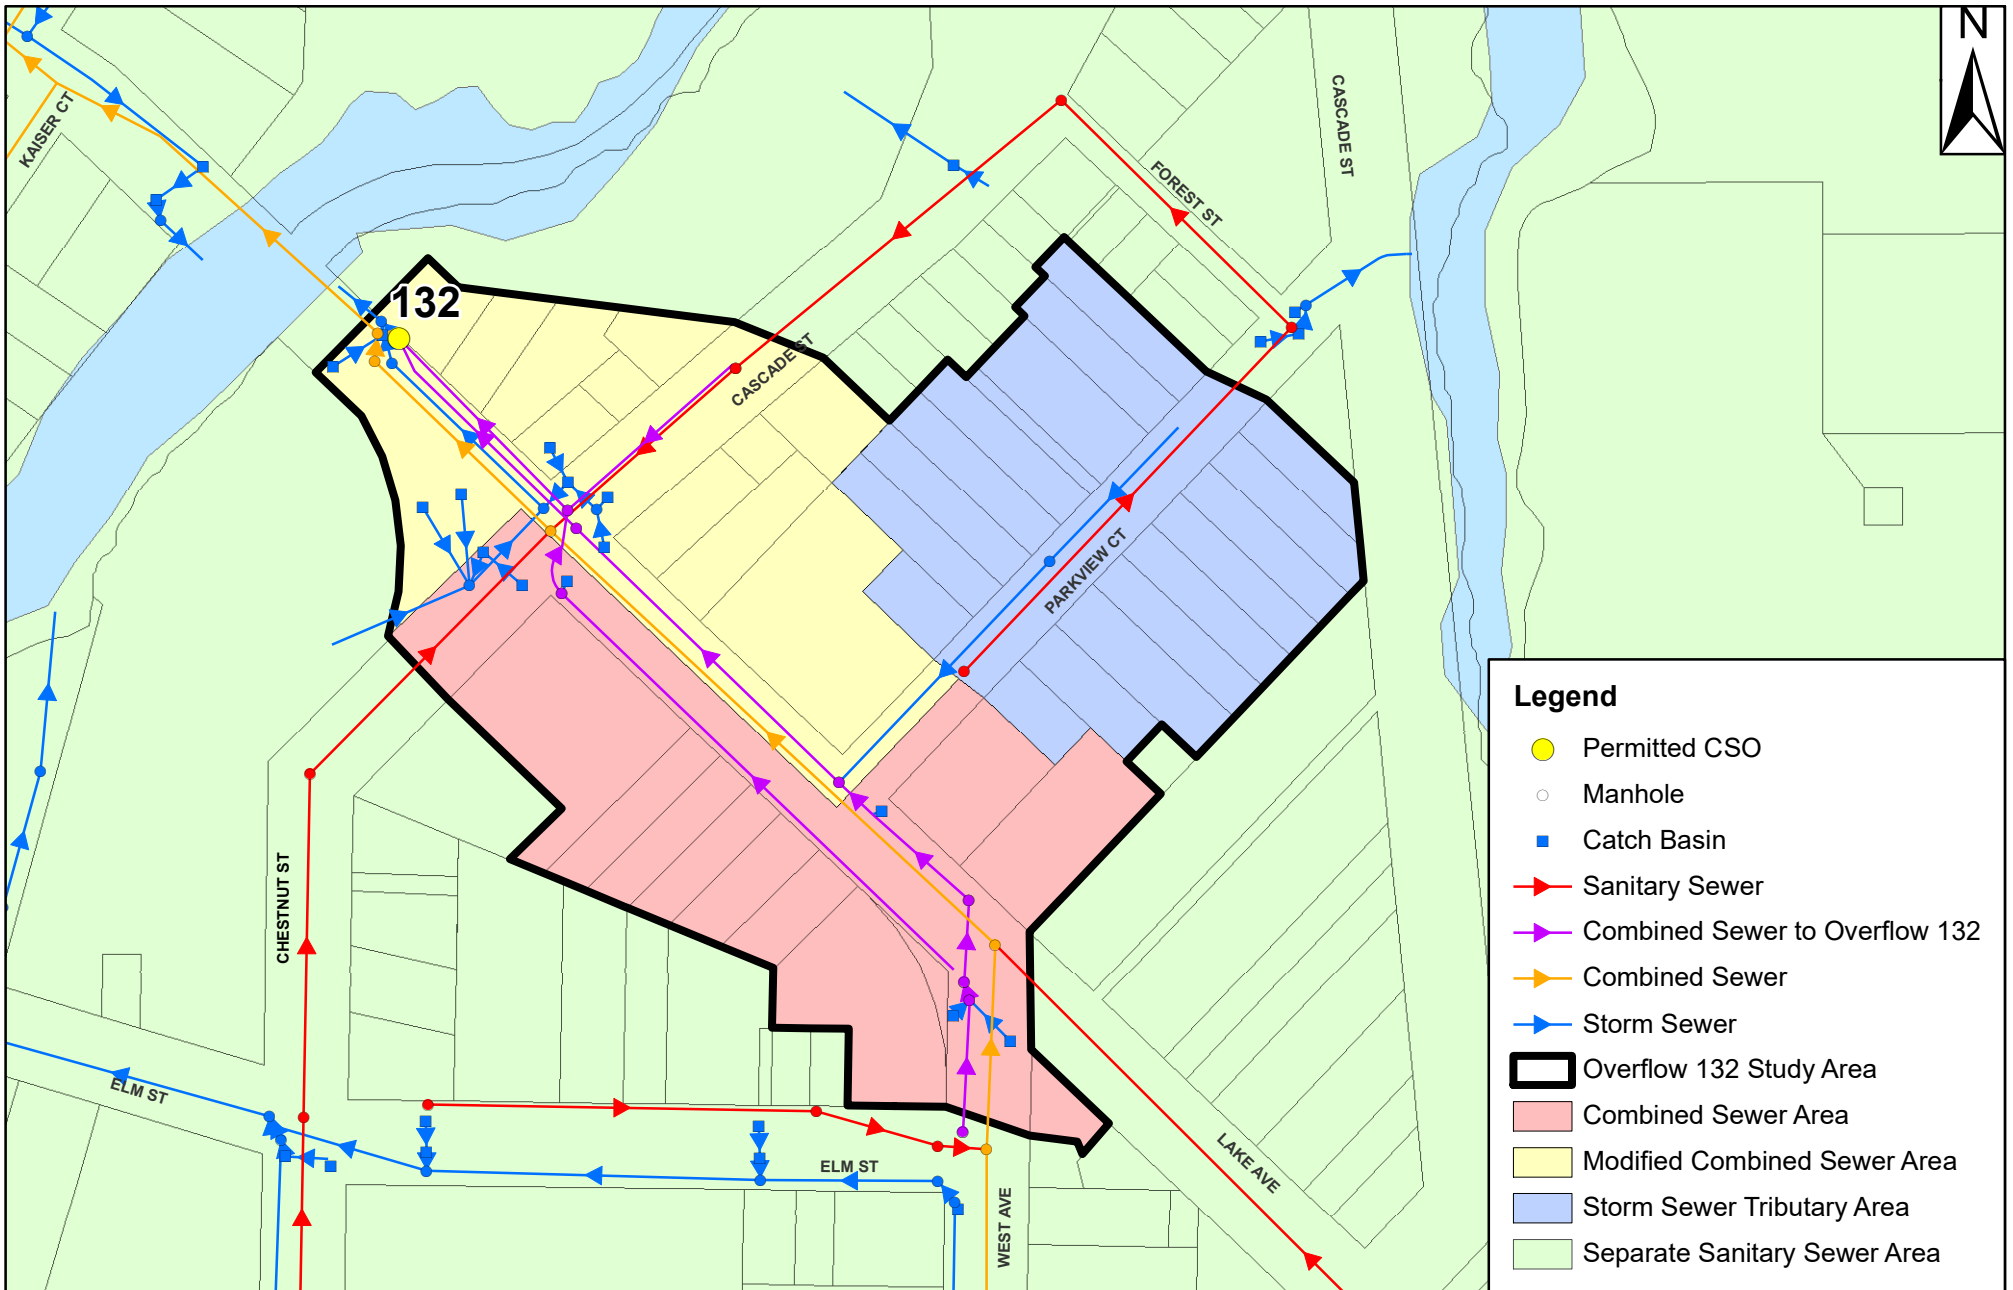 N
KAISER CT
CASCADE ST
FOREST ST
132
CASCADE ST
PARKVIEW CT
CHESTNUT ST
ELM ST
ELM ST
WEST AVE
LAKE AVE
Legend
Permitted CSO
Manhole
Catch Basin
Sanitary Sewer
Combined Sewer to Overflow 132
Combined Sewer
Storm Sewer
Overflow 132 Study Area
Combined Sewer Area
Modified Combined Sewer Area
Storm Sewer Tributary Area
Separate Sanitary Sewer Area